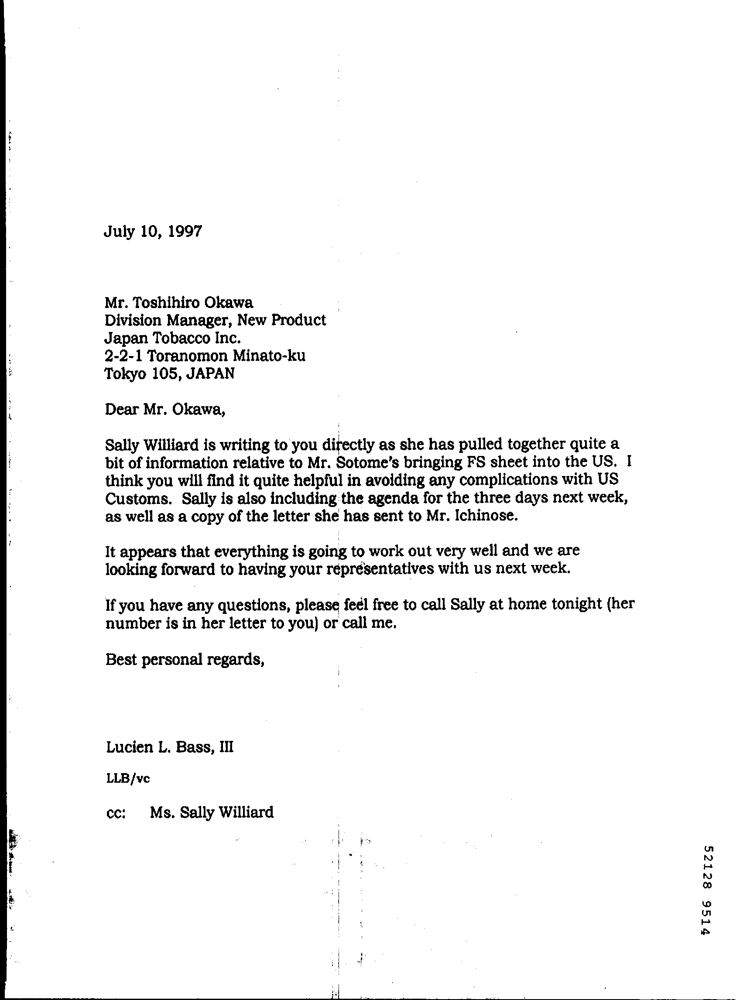 July 10, 1997
Mr. Toshihiro Okawa
Division Manager, New Product
Japan Tobacco Inc.
2-2-1 Toranomon Minato-ku
Tokyo 105, JAPAN
Dear Mr. Okawa,
Sally Williard is writing to you directly as she has pulled together quite a
bit of information relative to Mr. Sotome's bringing FS sheet into the US. I
think you will find it quite helpful in avoiding any complications with US
Customs. Sally is also including the agenda for the three days next week,
as well as a copy of the letter she has sent to Mr. Ichinose.
It appears that everything is going to work out very well and we are
looking forward to having your representatives with us next week.
If you have any questions, please feel free to call Sally at home tonight (her
number is in her letter to you) or call me.
Best personal regards,
Lucien L. Bass, III
LLB/vc
cc: Ms. Sally Williard
52128 9514